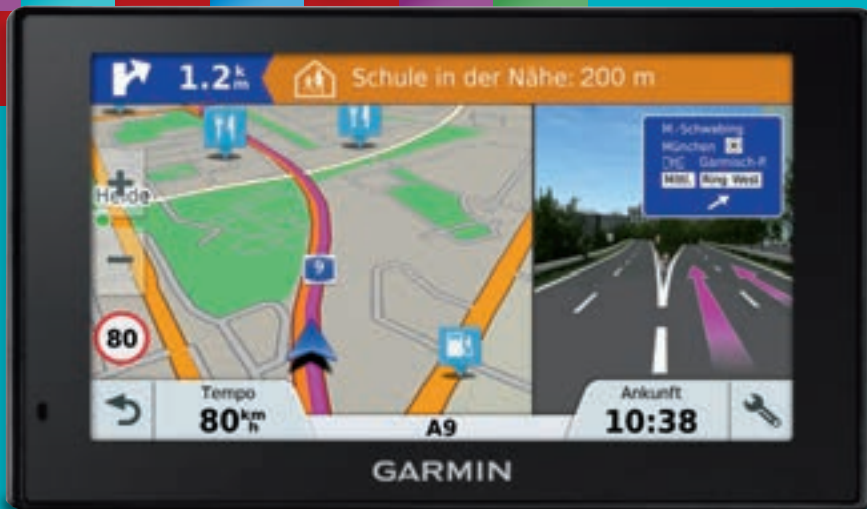 1.2 km
Schule in der Nähe: 200 m
M.-Schwabing
München
Garmisch-P.
Mittl. Ring West
Heide
9
80
Tempo
80 km h
A9
Ankunft
10:38
GARMIN